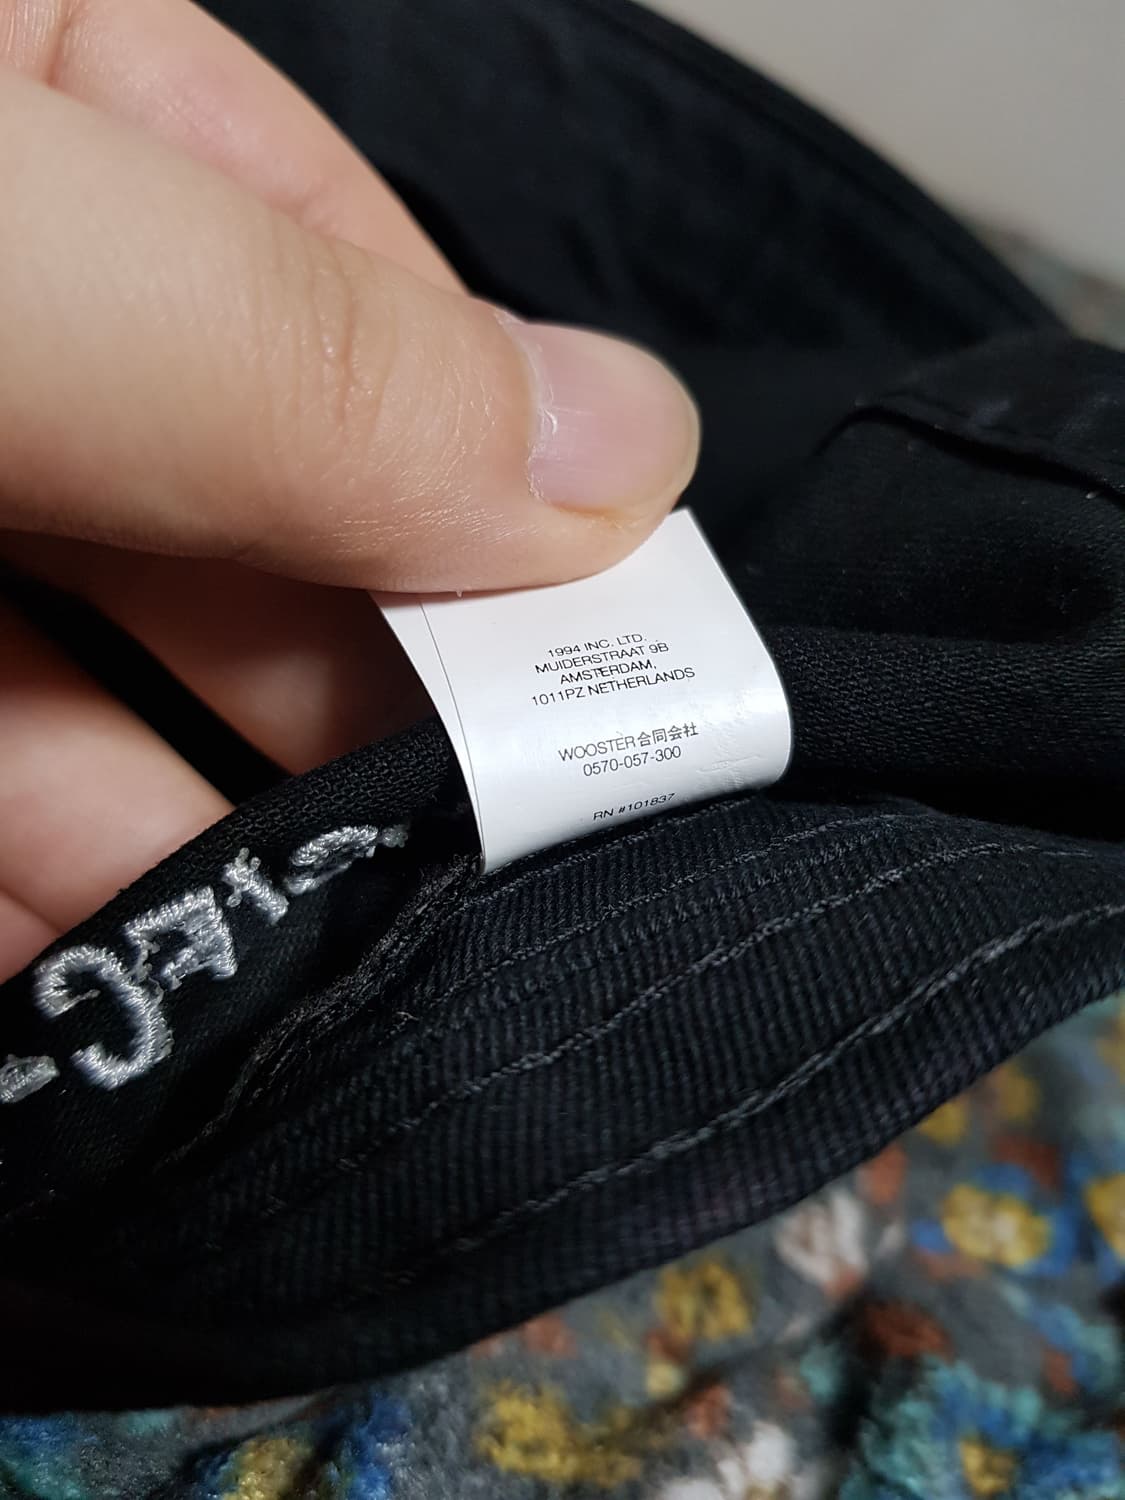 1994 INC. LTD.
MUIDERSTRAAT 9B
AMSTERDAM,
1011PZ NETHERLANDS
WOOSTER合同会社
0570-057-300
RN #101837